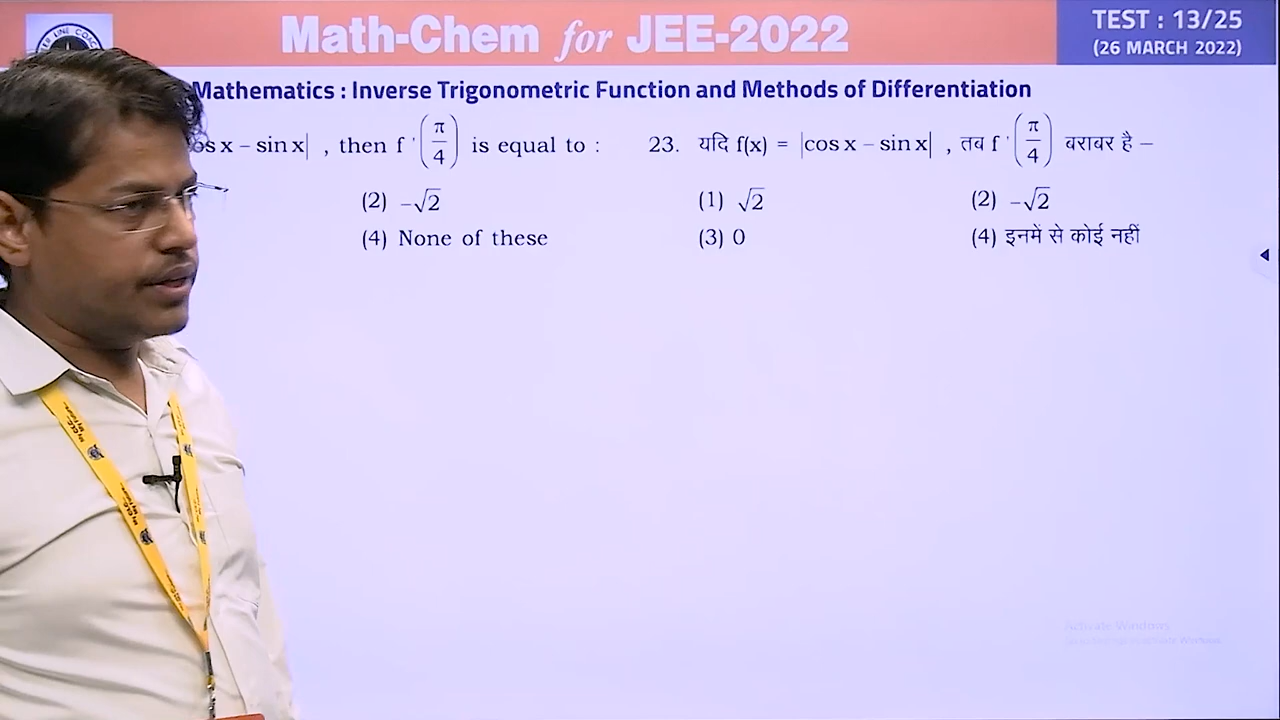 Math-Chem for JEE-2022
TEST : 13/25
(26 MARCH 2022)
Mathematics : Inverse Trigonometric Function and Methods of Differentiation
os x – sin x| , then f '(π/4) is equal to :
(2) –√2
(4) None of these
23. यदि f(x) = |cos x – sin x| , तब f '(π/4) बराबर है –
(1) √2 (2) –√2
(3) 0 (4) इनमें से कोई नहीं
Activate Windows